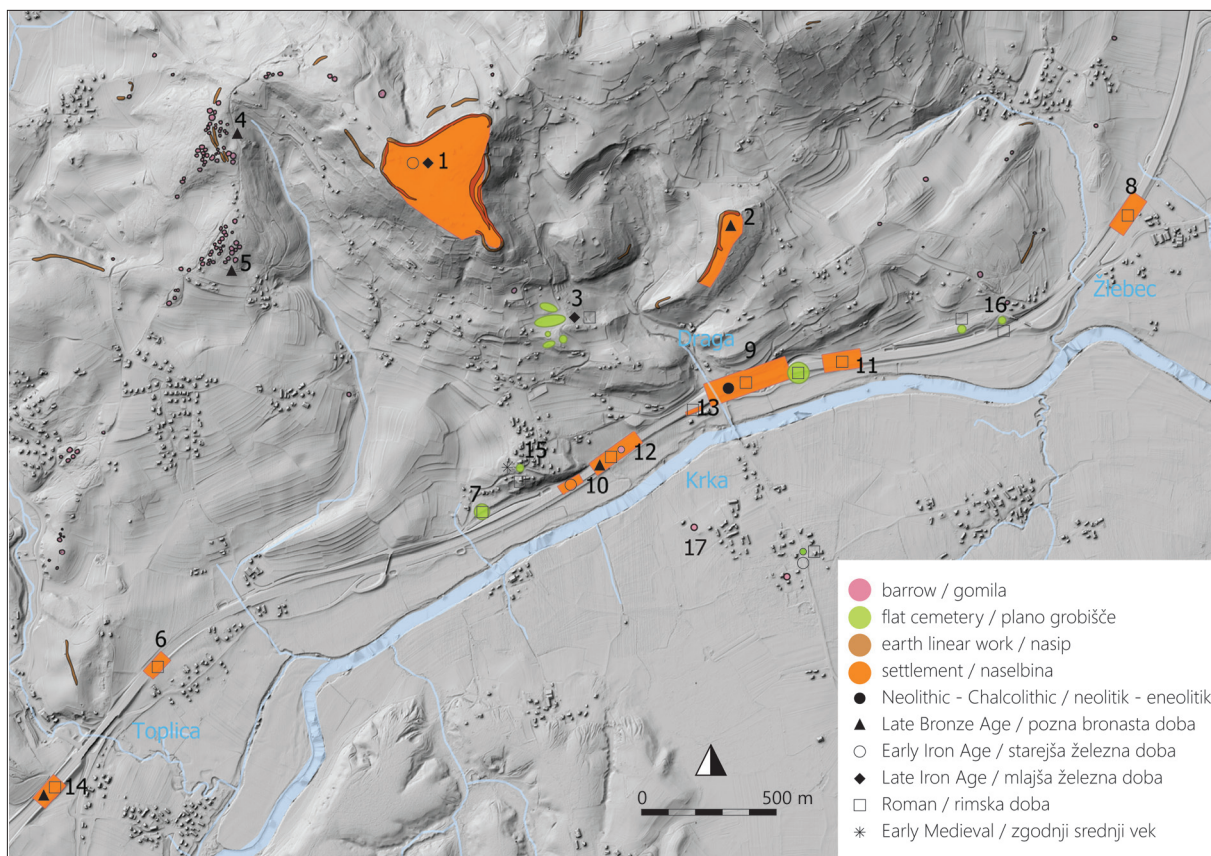 4
1
2
8
5
3
16
Žlebec
Draga
9
11
13
15
12
10
Krka
7
17
6
Toplica
14
0 500 m
barrow / gomila
flat cemetery / plano grobišče
earth linear work / nasip
settlement / naselbina
Neolithic - Chalcolithic / neolitik - eneolitik
Late Bronze Age / pozna bronasta doba
Early Iron Age / starejša železna doba
Late Iron Age / mlajša železna doba
Roman / rimska doba
Early Medieval / zgodnji srednji vek